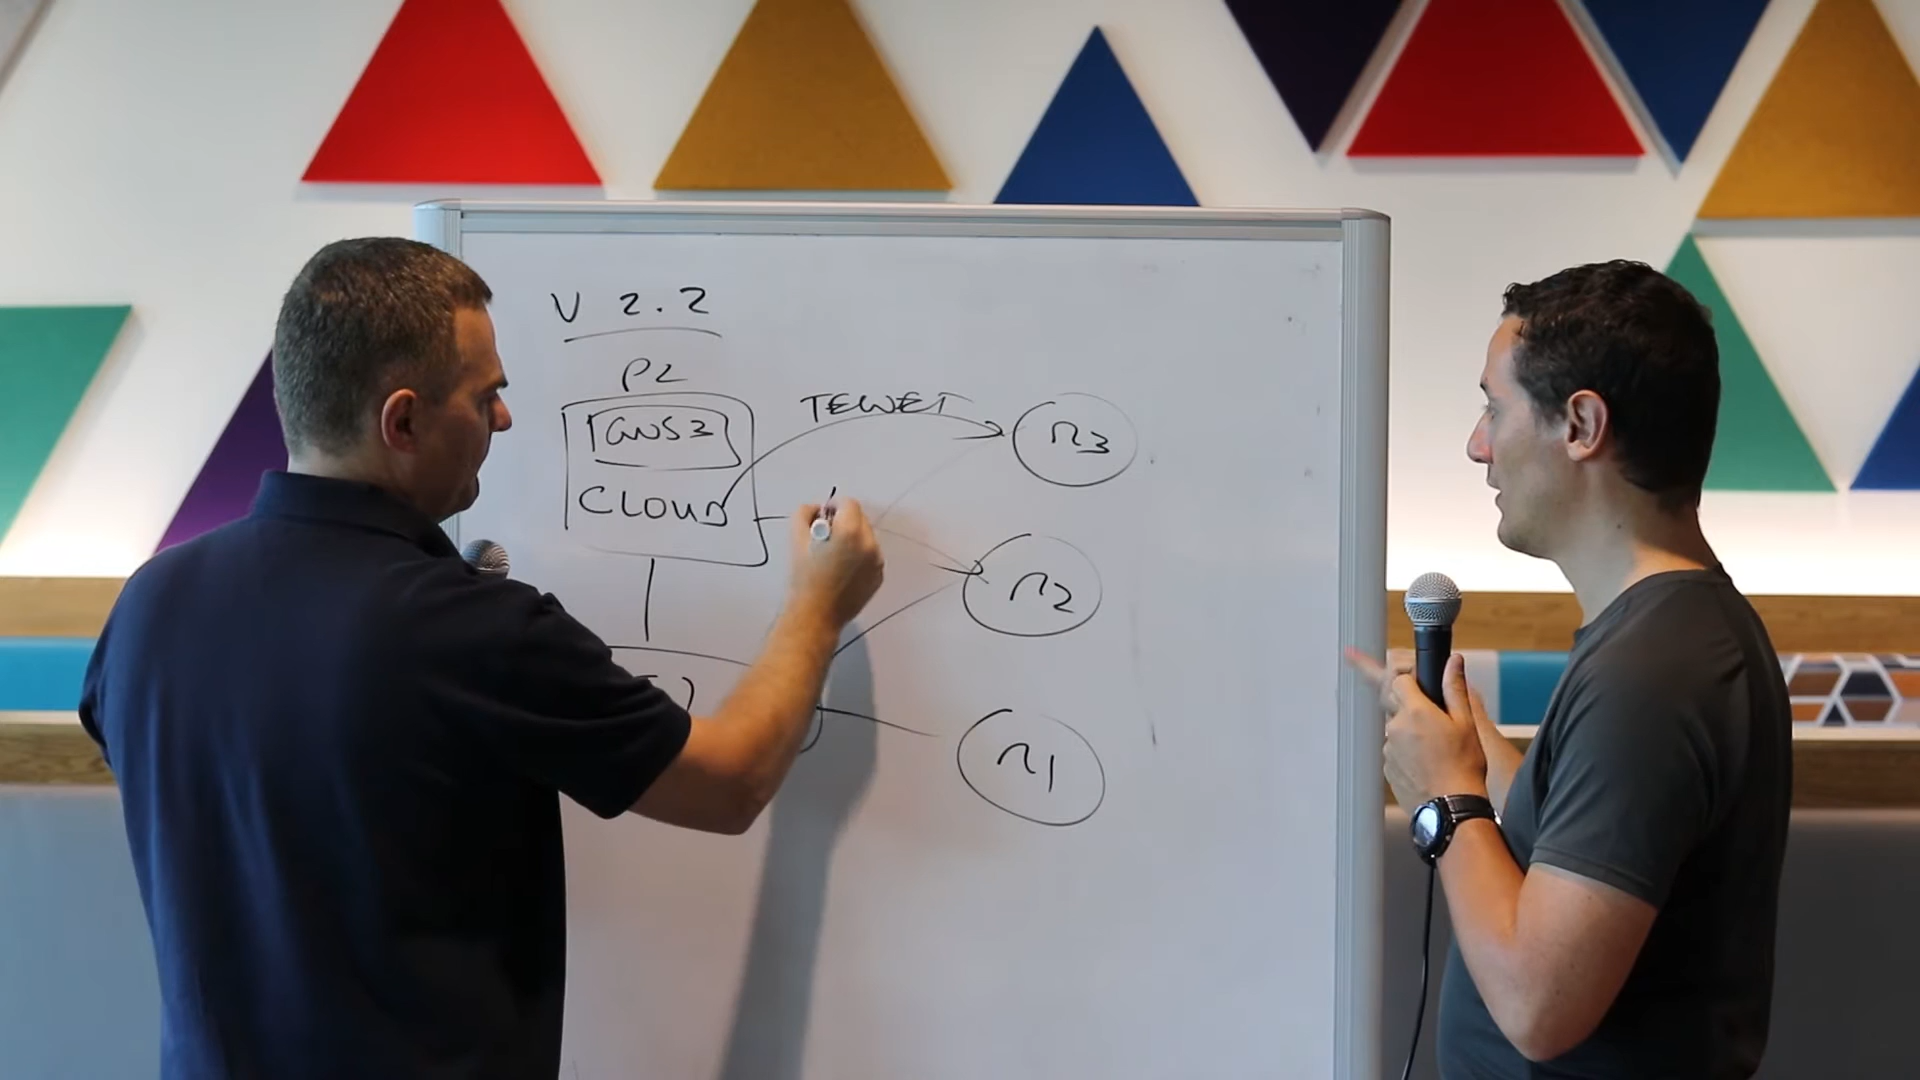 V 2.2
PC
GNS3
TELNET
CLOUD
R3
R2
R1